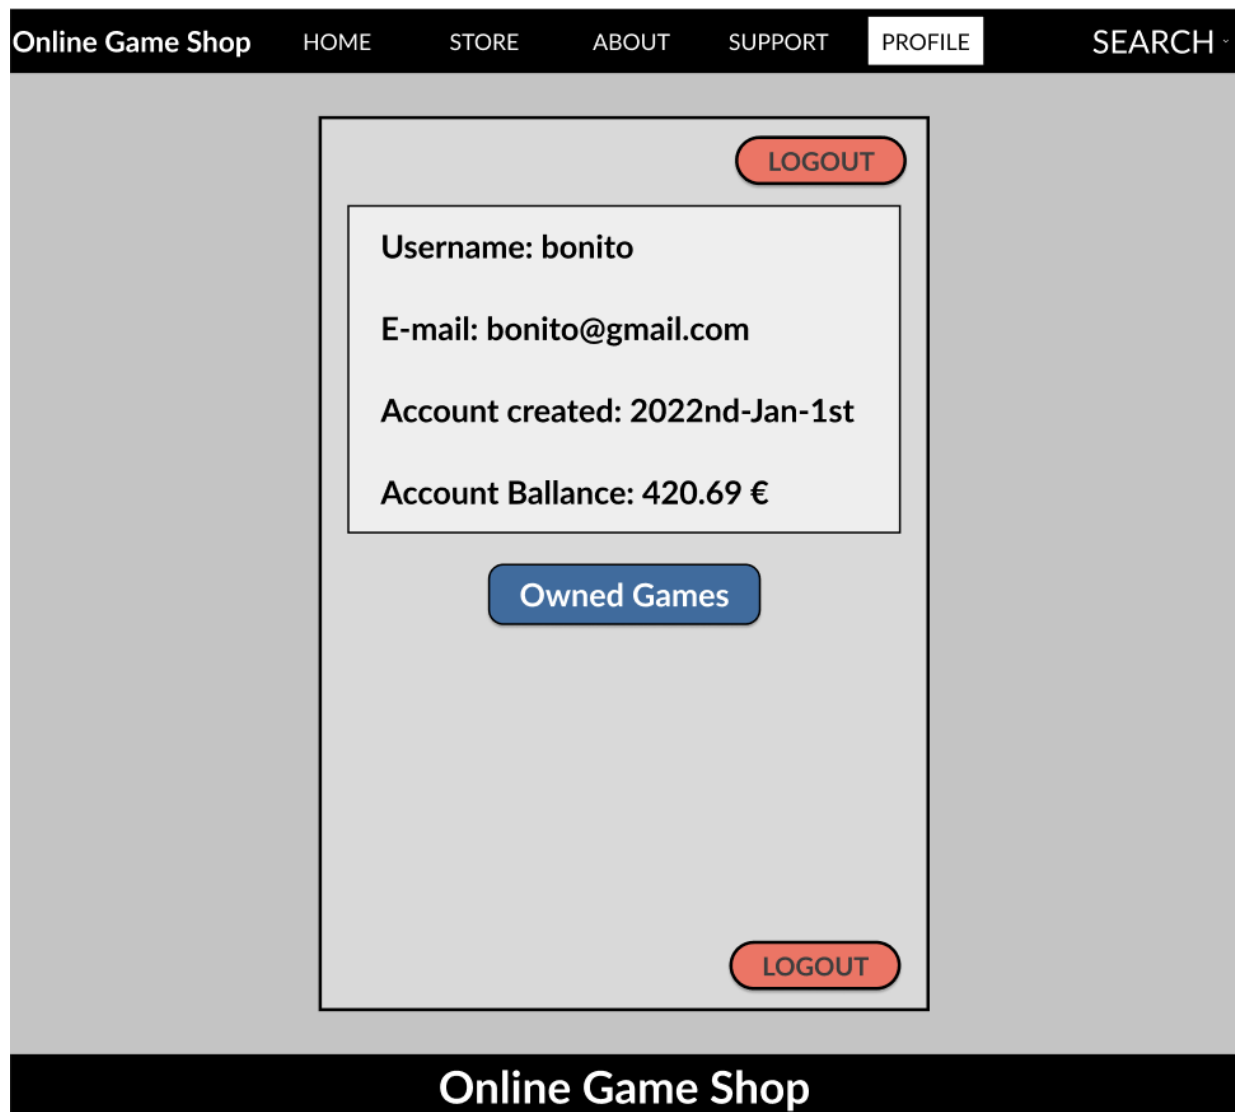 Online Game Shop HOME STORE ABOUT SUPPORT PROFILE SEARCH
LOGOUT
Username: bonito
E-mail: bonito@gmail.com
Account created: 2022nd-Jan-1st
Account Ballance: 420.69 €
Owned Games
LOGOUT
Online Game Shop